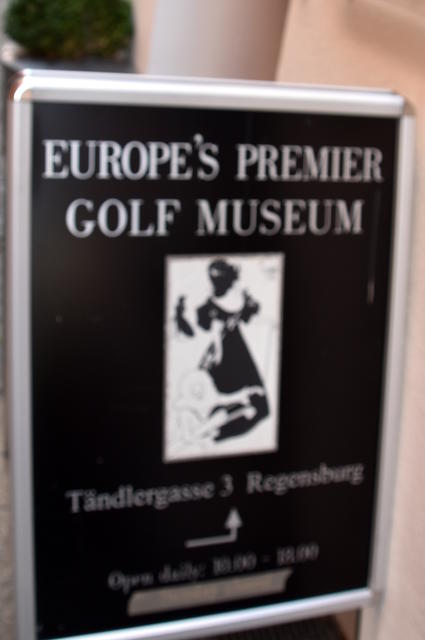 EUROPE'S PREMIER
GOLF MUSEUM
Tändlergasse 3 Regensburg
Open daily: 10.00 - 18.00